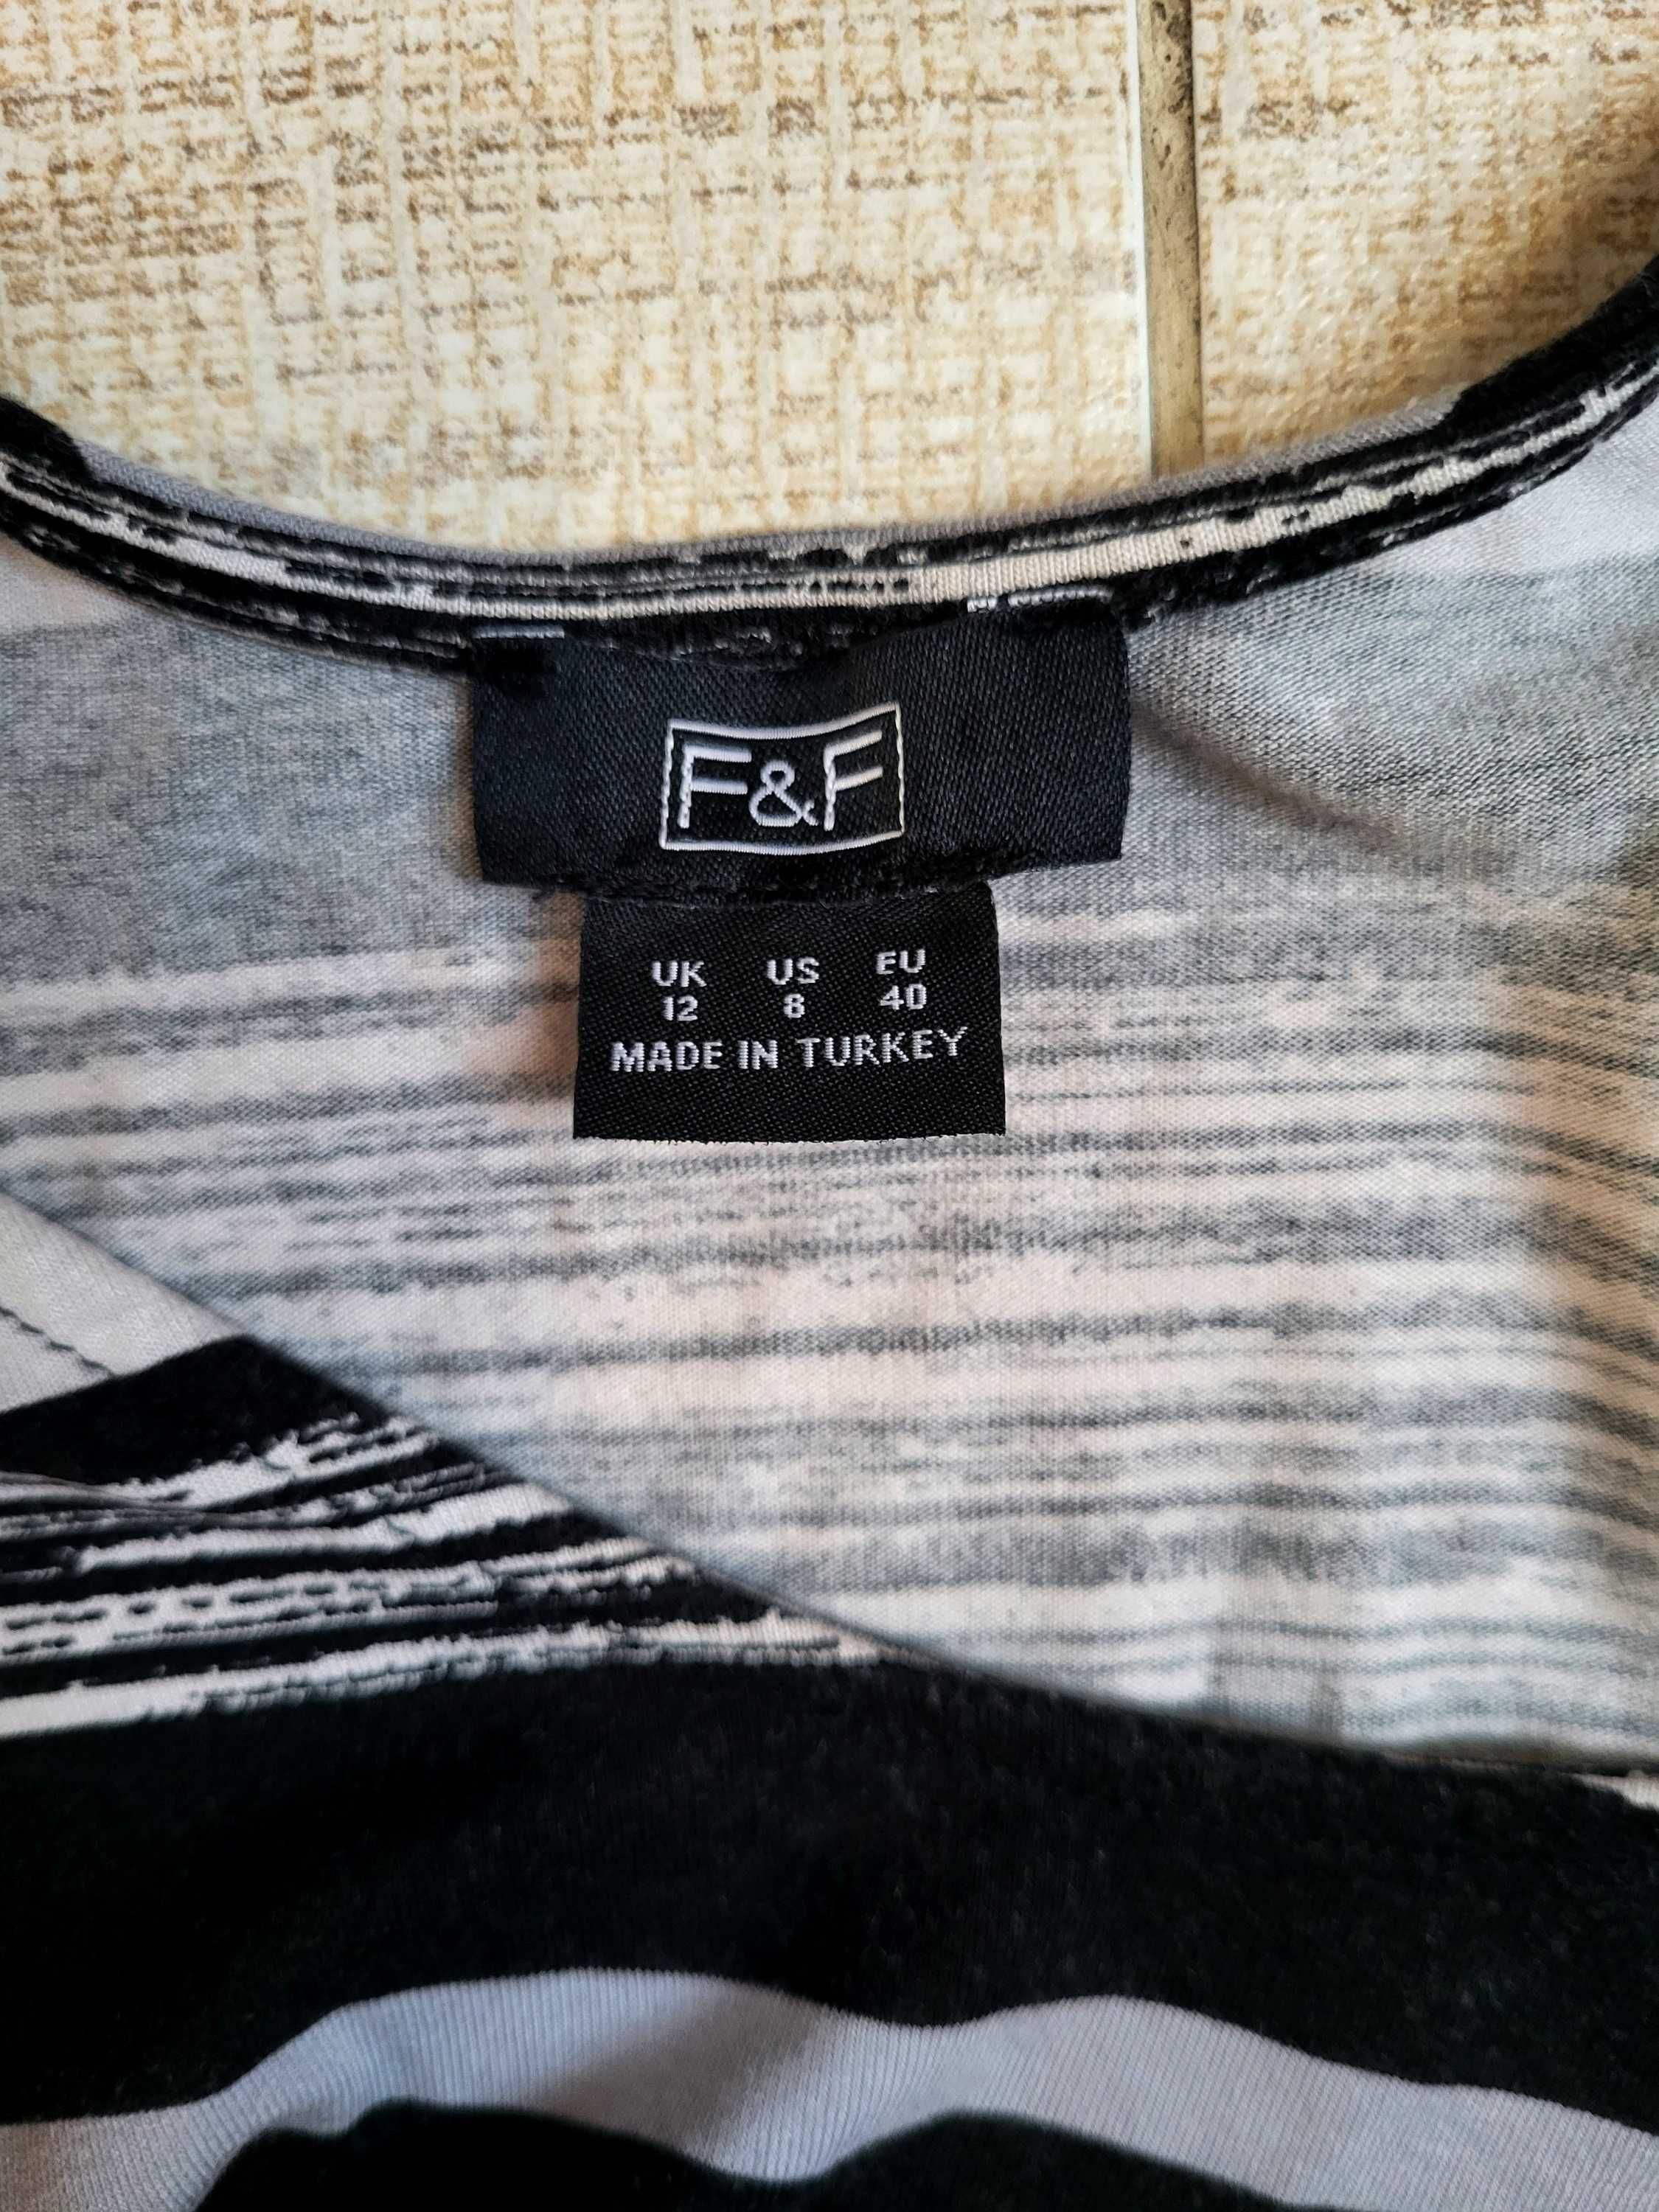 F&F
UK US EU
12 8 40
MADE IN TURKEY